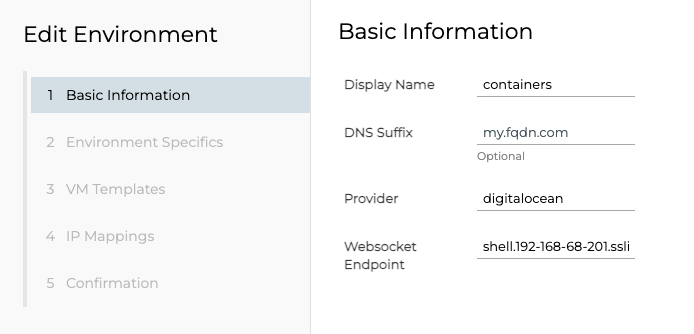 Edit Environment
1 Basic Information
2 Environment Specifics
3 VM Templates
4 IP Mappings
5 Confirmation
Basic Information
Display Name containers
DNS Suffix my.fqdn.com
Optional
Provider digitalocean
Websocket shell.192-168-68-201.ssli
Endpoint